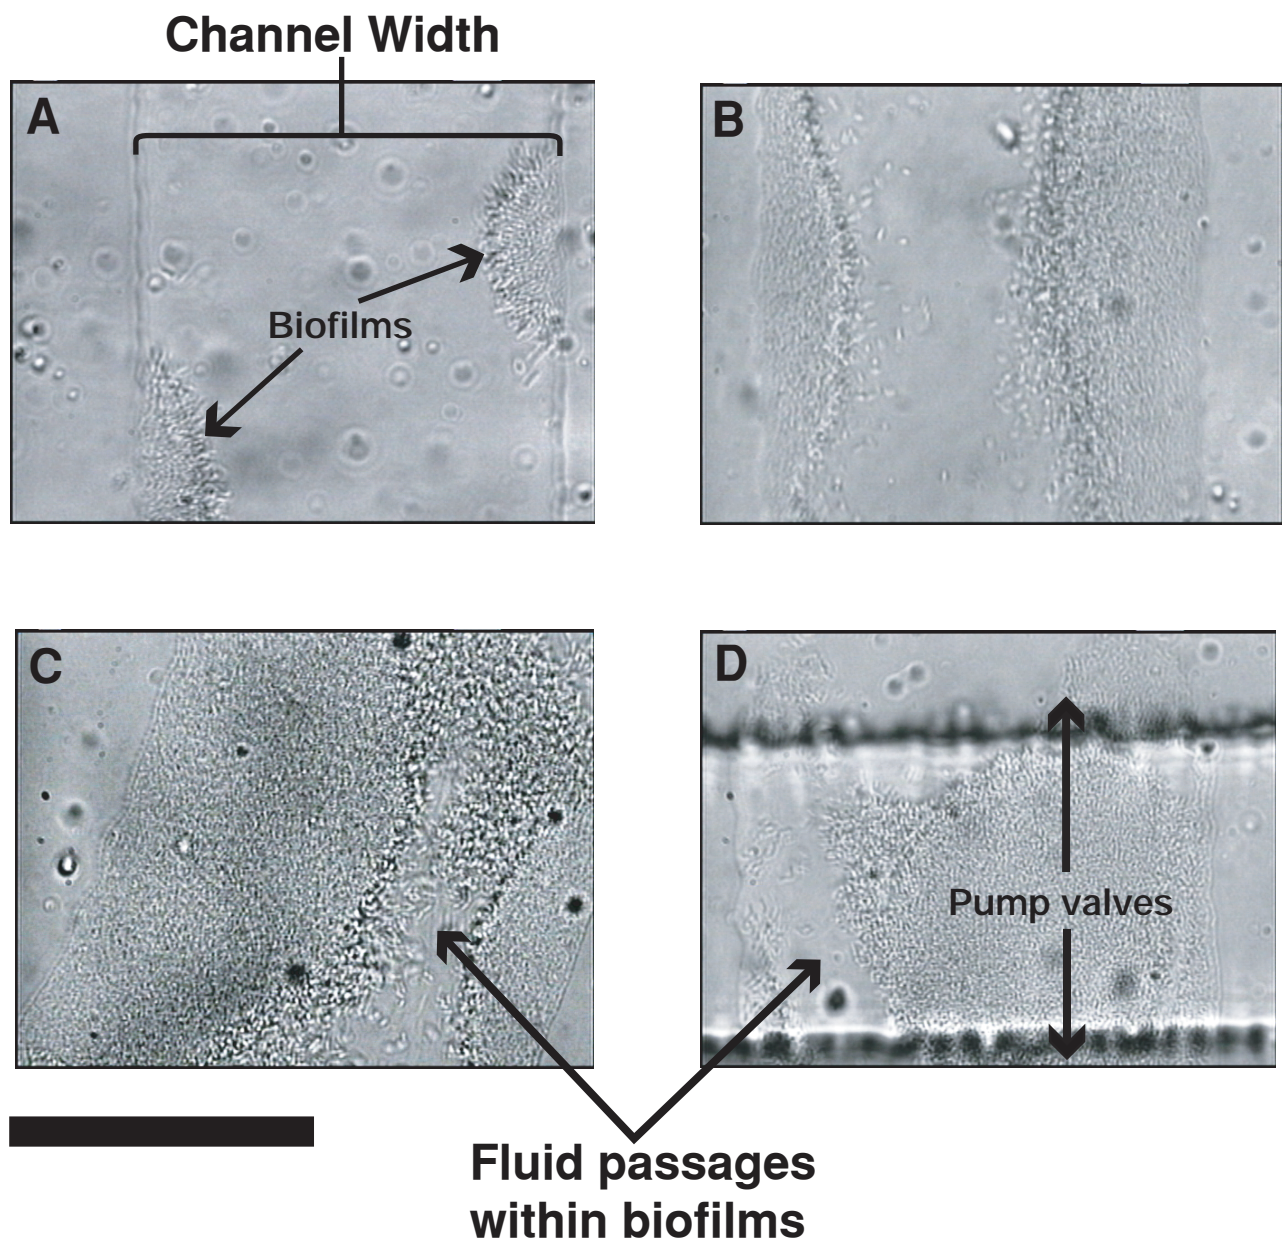 Channel Width
A
B
Biofilms
C
D
Pump valves
Fluid passages
within biofilms